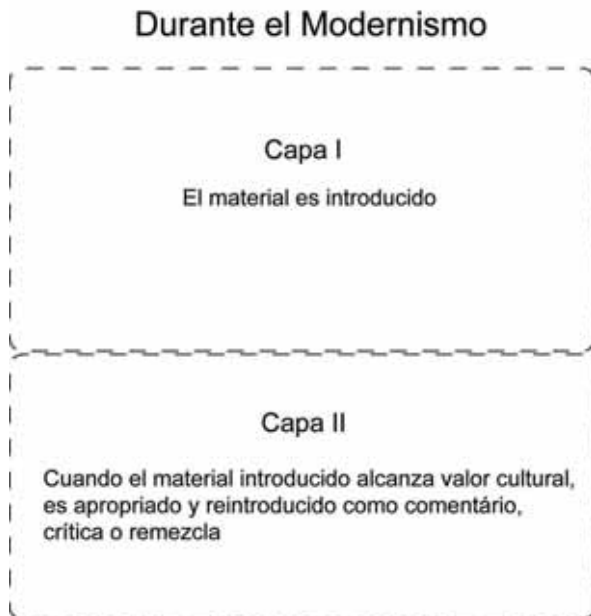 Durante el Modernismo
Capa I
El material es introducido
Capa II
Cuando el material introducido alcanza valor cultural,
es apropiado y reintroducido como comentário,
crítica o remezcla